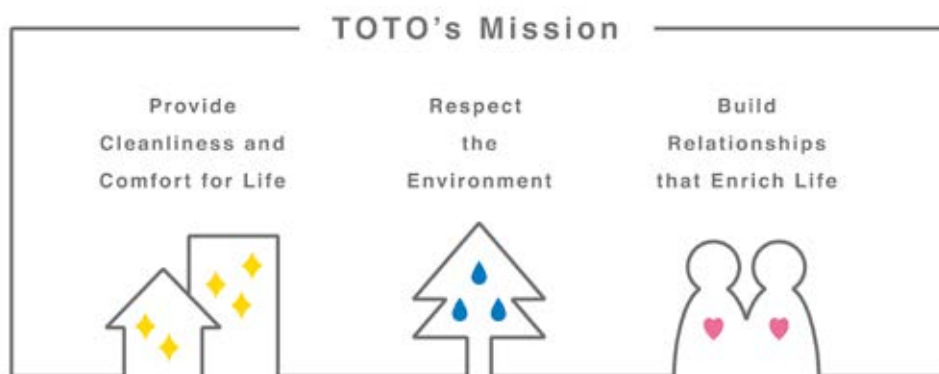 TOTO's Mission
Provide
Cleanliness and
Comfort for Life
Respect
the
Environment
Build
Relationships
that Enrich Life